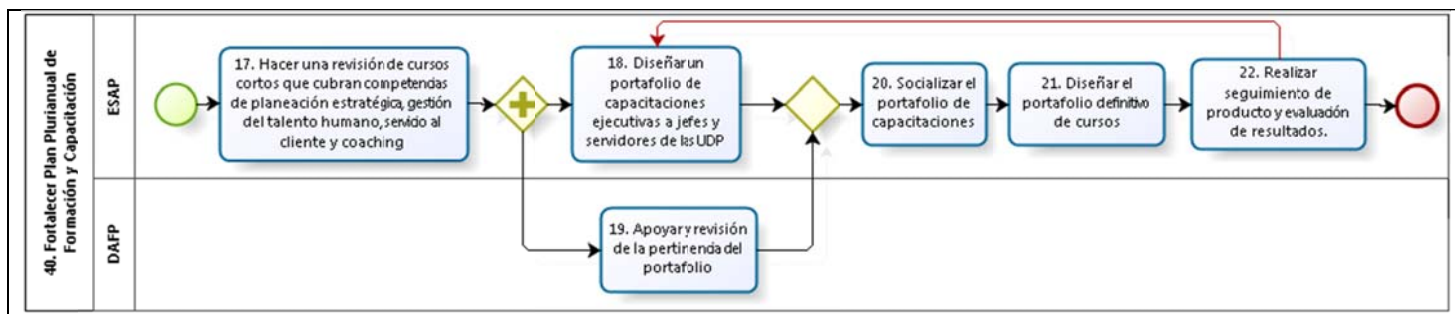 40. Fortalecer Plan Plurianual de
Formación y Capacitación
ESAP
17. Hacer una revisión de cursos
cortos que cubran competencias
de planeación estratégica, gestión
del talento humano, servicio al
cliente y coaching
18. Diseñar un
portafolio de
capacitaciones
ejecutivas a jefes y
servidores de las UDP
20. Socializar el
portafolio de
capacitaciones
21. Diseñar el
portafolio definitivo
de cursos
22. Realizar
seguimiento de
producto y evaluación
de resultados.
DAFP
19. Apoyar y revisión
de la pertinencia del
portafolio